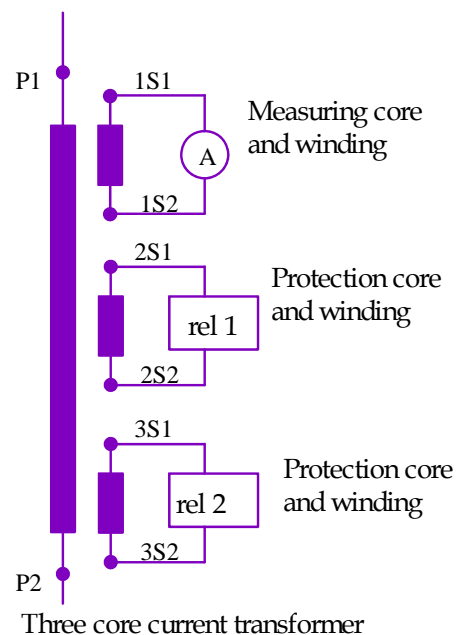 P1
1S1
A
1S2
Measuring core
and winding
2S1
rel 1
2S2
Protection core
and winding
3S1
rel 2
3S2
Protection core
and winding
P2
Three core current transformer